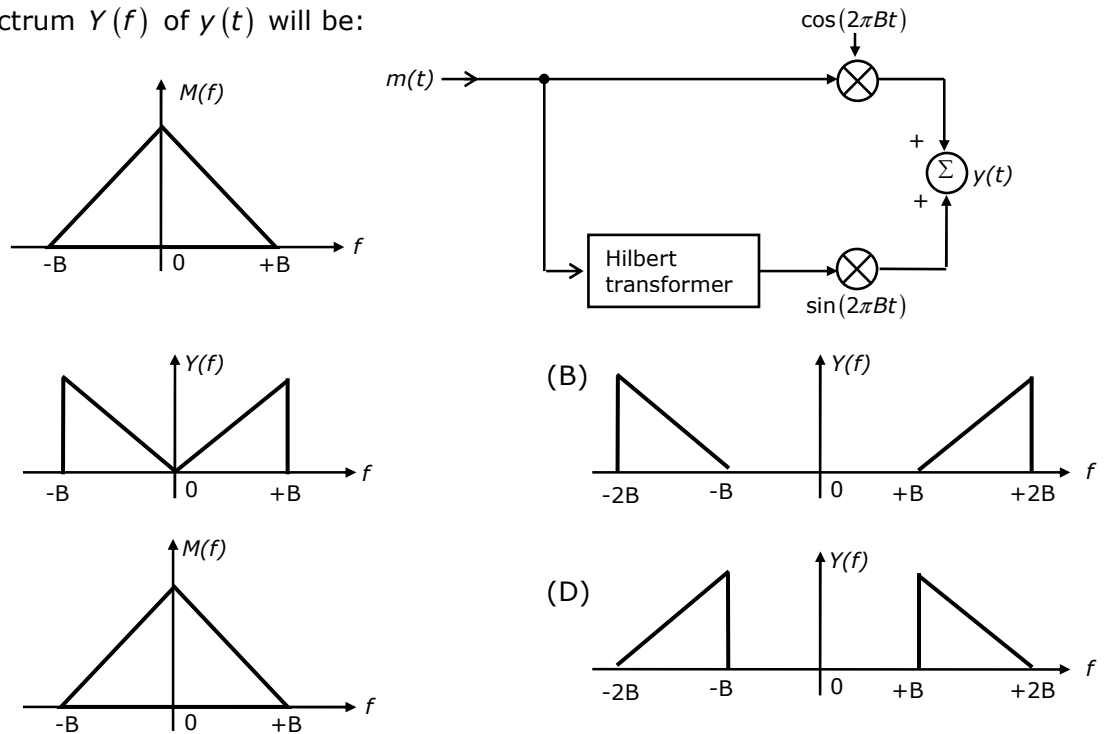 ctrum Y(f) of y(t) will be:
cos(2πBt)
M(f)
m(t)
+
Σ
y(t)
+
f
-B
0
+B
Hilbert
transformer
sin(2πBt)
Y(f)
f
-B
0
+B
(B)
Y(f)
f
-2B
-B
0
+B
+2B
M(f)
f
-B
0
+B
(D)
Y(f)
f
-2B
-B
0
+B
+2B